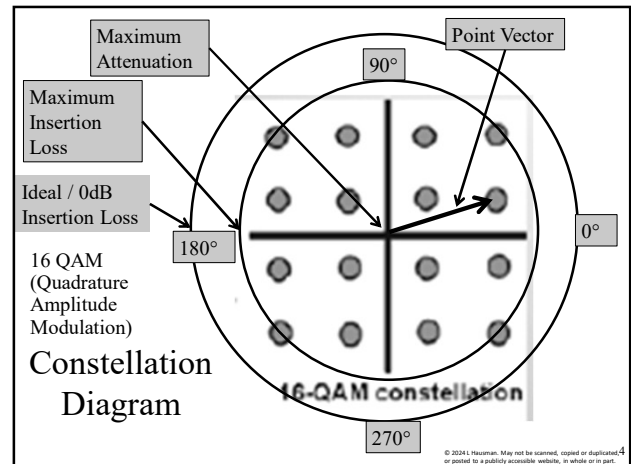 Maximum
Attenuation
Point Vector
90°
Maximum
Insertion
Loss
Ideal / 0dB
Insertion Loss
180°
0°
16 QAM
(Quadrature
Amplitude
Modulation)
Constellation
Diagram
16-QAM constellation
270°
© 2024 L Hausman. May not be scanned, copied or duplicated,
or posted to a publicly accessible website, in whole or in part.
4